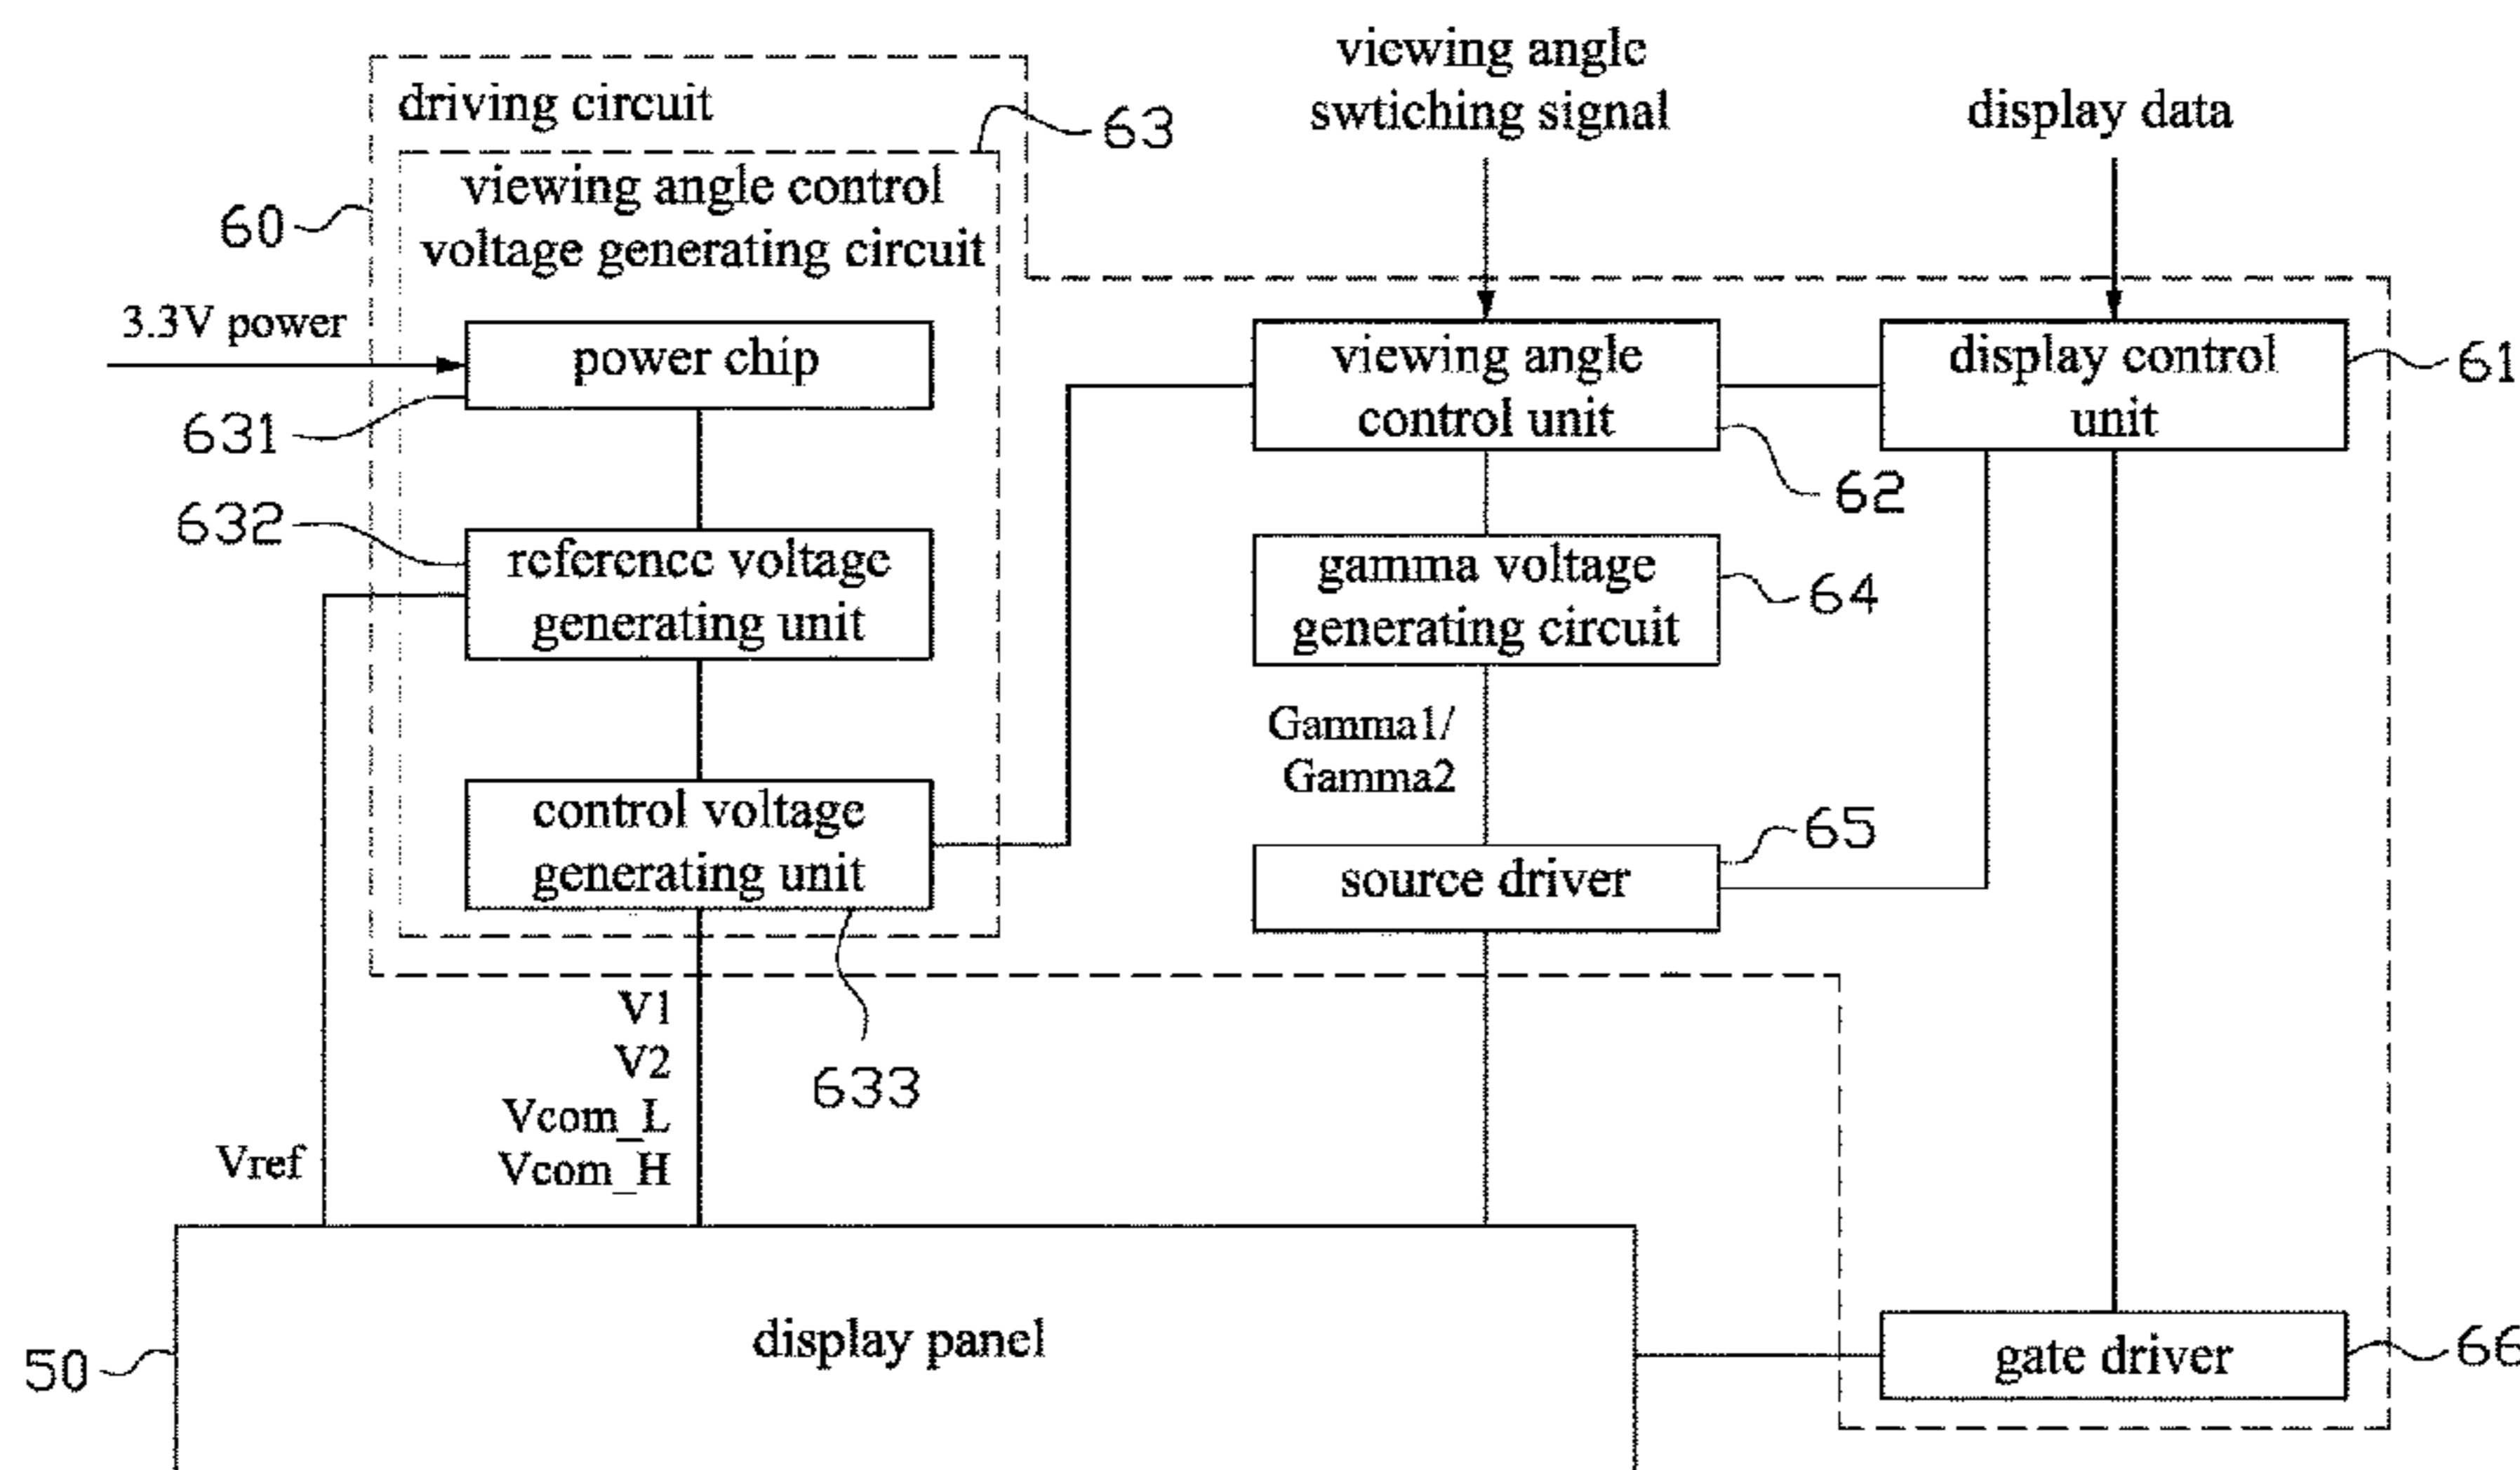 viewing angle
swtiching signal
display data
driving circuit
63
viewing angle control
voltage generating circuit
60
3.3V power
power chip
631
viewing angle
control unit
62
display control
unit
61
632
reference voltage
generating unit
gamma voltage
generating circuit
64
Gamma1/
Gamma2
control voltage
generating unit
633
source driver
65
V1
V2
Vcom_L
Vcom_H
Vref
display panel
50
gate driver
66